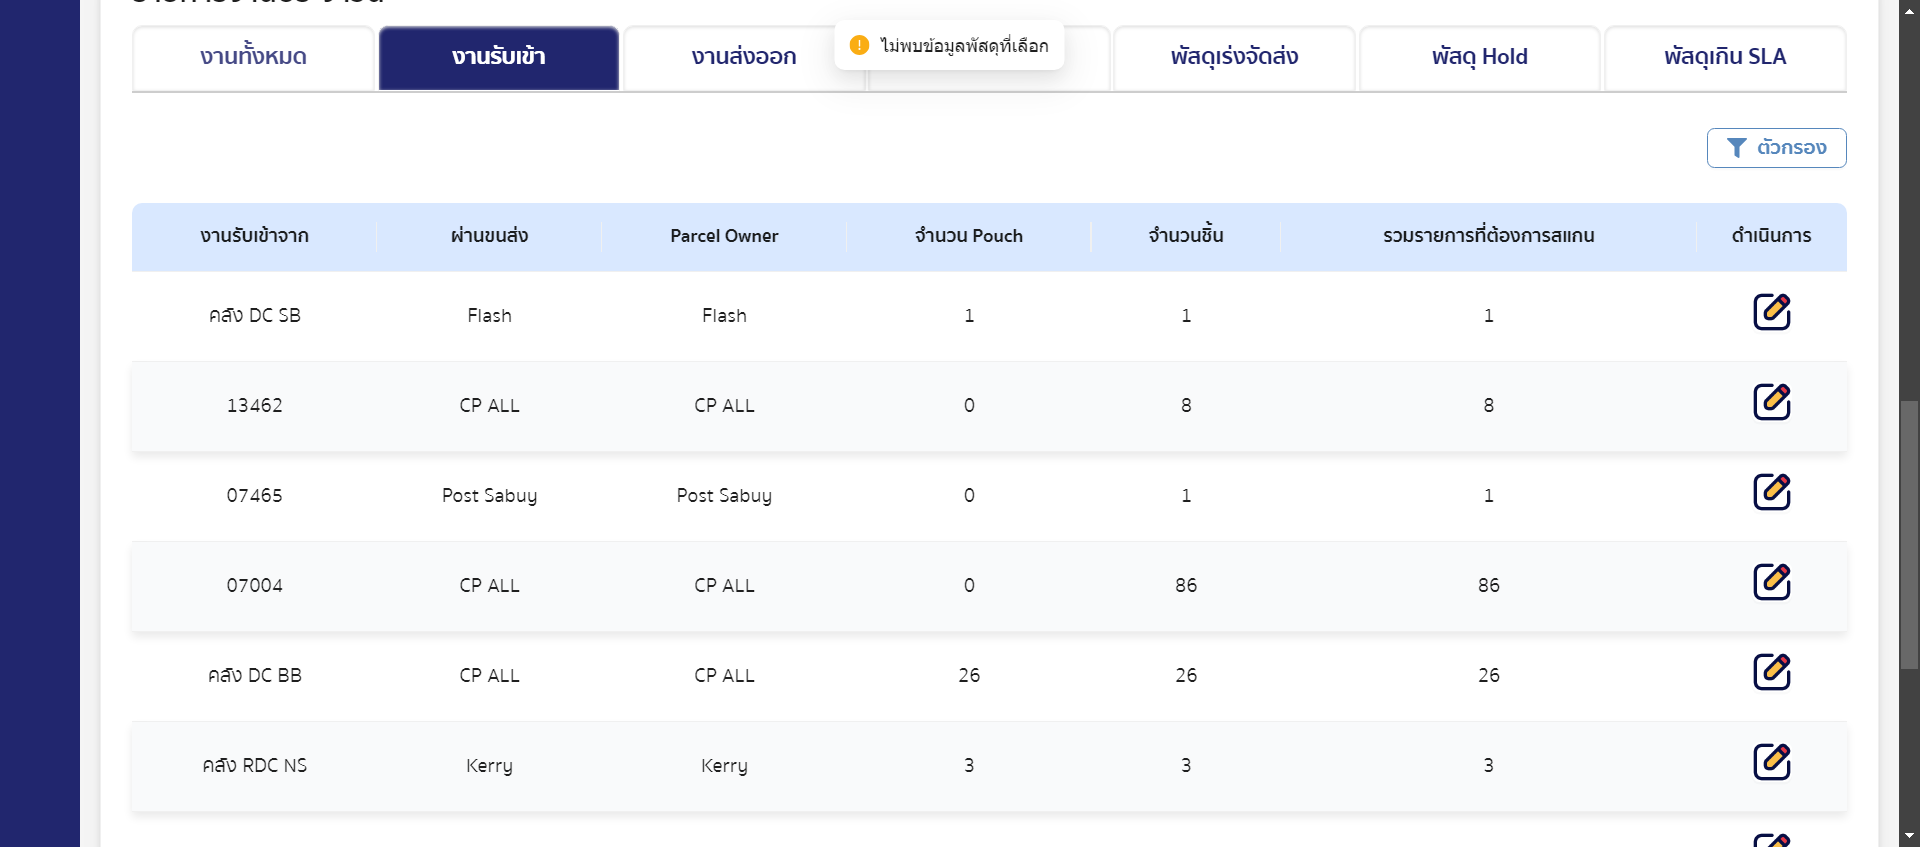 งานทั้งหมด
งานรับเข้า
งานส่งออก
ไม่พบข้อมูลพัสดุที่เลือก
พัสดุเร่งจัดส่ง
พัสดุ Hold
พัสดุเกิน SLA
ตัวกรอง
งานรับเข้าจาก ผ่านขนส่ง Parcel Owner จำนวน Pouch จำนวนชิ้น รวมรายการที่ต้องการสแกน ดำเนินการ
คลัง DC SB Flash Flash 1 1 1
13462 CP ALL CP ALL 0 8 8
07465 Post Sabuy Post Sabuy 0 1 1
07004 CP ALL CP ALL 0 86 86
คลัง DC BB CP ALL CP ALL 26 26 26
คลัง RDC NS Kerry Kerry 3 3 3